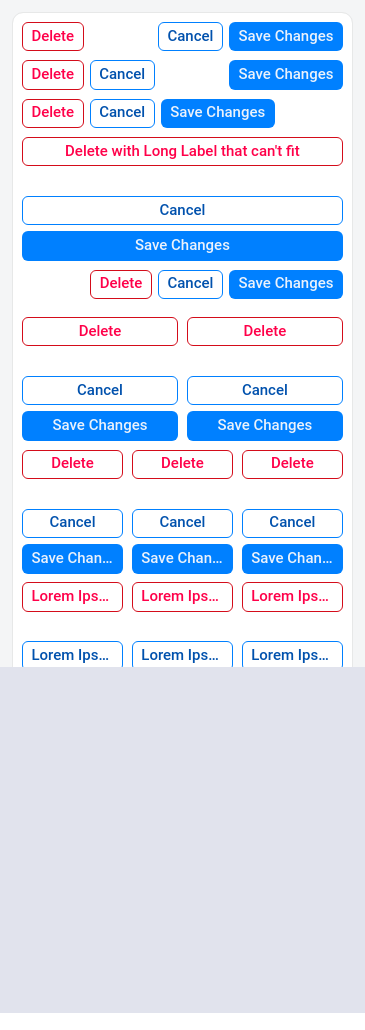 Delete Cancel Save Changes
Delete Cancel Save Changes
Delete Cancel Save Changes
Delete with Long Label that can't fit
Cancel
Save Changes
Delete Cancel Save Changes
Delete Delete
Cancel Cancel
Save Changes Save Changes
Delete Delete Delete
Cancel Cancel Cancel
Save Chan... Save Chan... Save Chan...
Lorem Ips... Lorem Ips... Lorem Ips...
Lorem Ips... Lorem Ips... Lorem Ips...